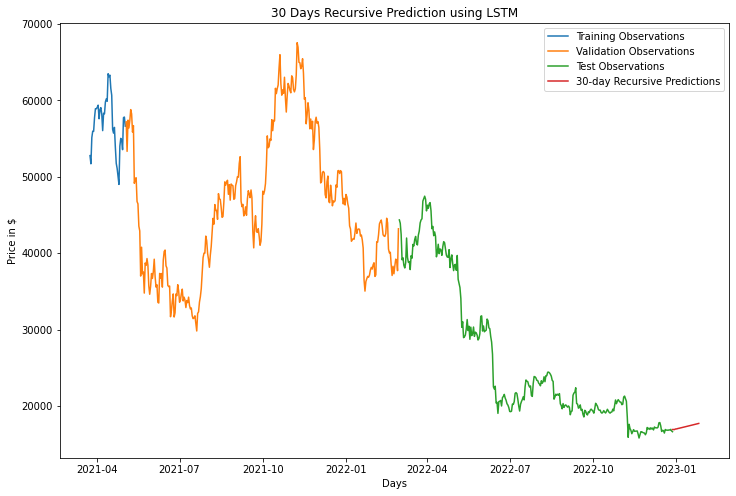 30 Days Recursive Prediction using LSTM
Training Observations
Validation Observations
Test Observations
30-day Recursive Predictions
Price in $
70000
60000
50000
40000
30000
20000
2021-04
2021-07
2021-10
2022-01
2022-04
2022-07
2022-10
2023-01
Days